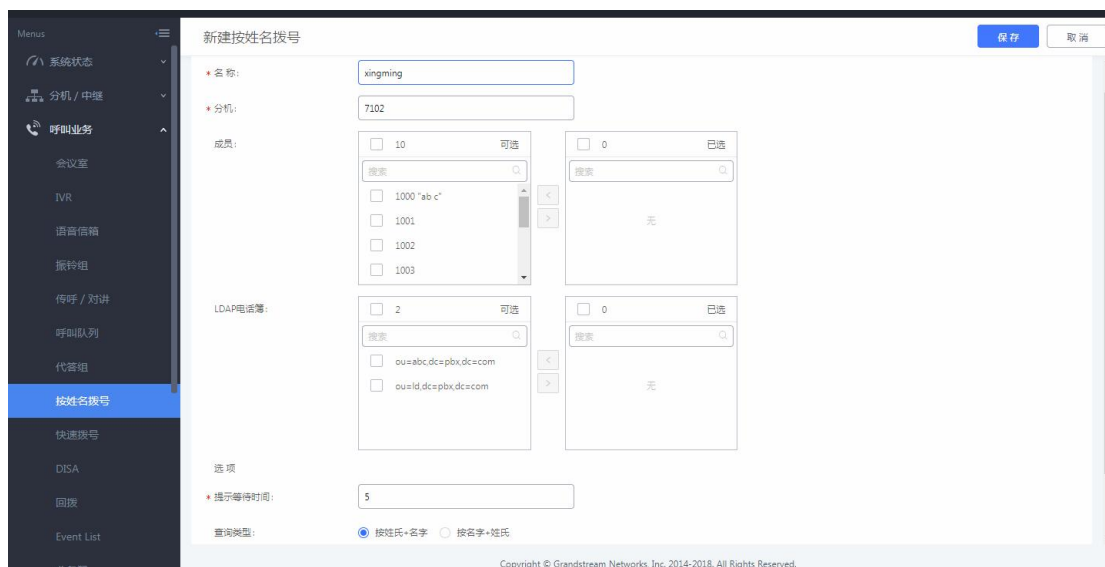 Menus
新建按姓名拨号
保存
取消
系统状态
分机 / 中继
呼叫业务
会议室
IVR
语音信箱
振铃组
传呼 / 对讲
呼叫队列
代答组
按姓名拨号
快速拨号
DISA
回拨
Event List
* 名称:
xingming
* 分机:
7102
成员:
10 可选
搜索
1000 "ab c"
1001
1002
1003
0 已选
搜索
无
LDAP电话簿:
2 可选
搜索
ou=abc,dc=pbx,dc=com
ou=ld,dc=pbx,dc=com
0 已选
搜索
无
选项
* 提示等待时间:
5
查询类型:
按姓氏+名字 按名字+姓氏
Copyright © Grandstream Networks, Inc. 2014-2018. All Rights Reserved.